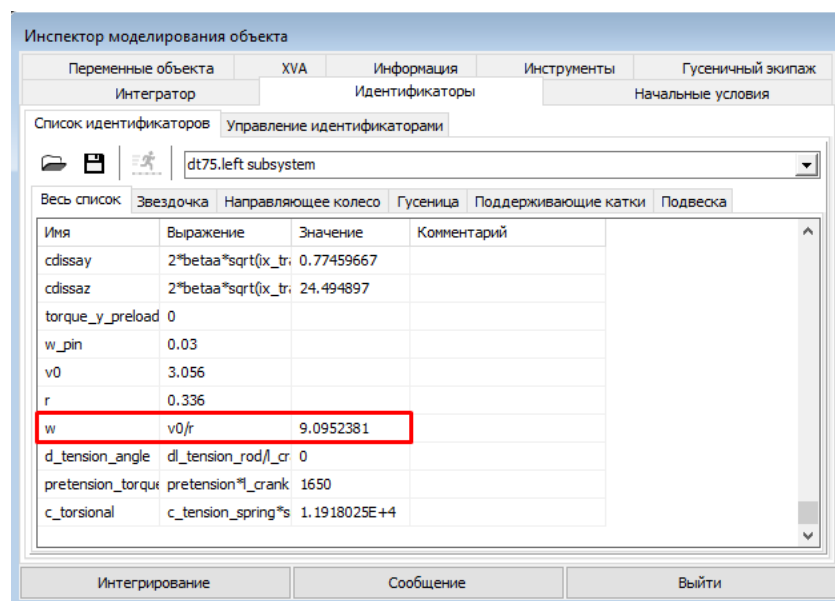 Инспектор моделирования объекта
Переменные объекта XVA Информация Инструменты Гусеничный экипаж
Интегратор Идентификаторы Начальные условия
Список идентификаторов Управление идентификаторами
dt75.left subsystem
Весь список Звездочка Направляющее колесо Гусеница Поддерживающие катки Подвеска
Имя Выражение Значение Комментарий
cdissay 2*betaa*sqrt(ix_tra 0.77459667
cdissaz 2*betaa*sqrt(ix_tra 24.494897
torque_y_preload 0
w_pin 0.03
v0 3.056
r 0.336
w v0/r 9.0952381
d_tension_angle dl_tension_rod/l_cr 0
pretension_torque pretension*l_crank 1650
c_torsional c_tension_spring*s 1.1918025E+4
Интегрирование Сообщение Выйти